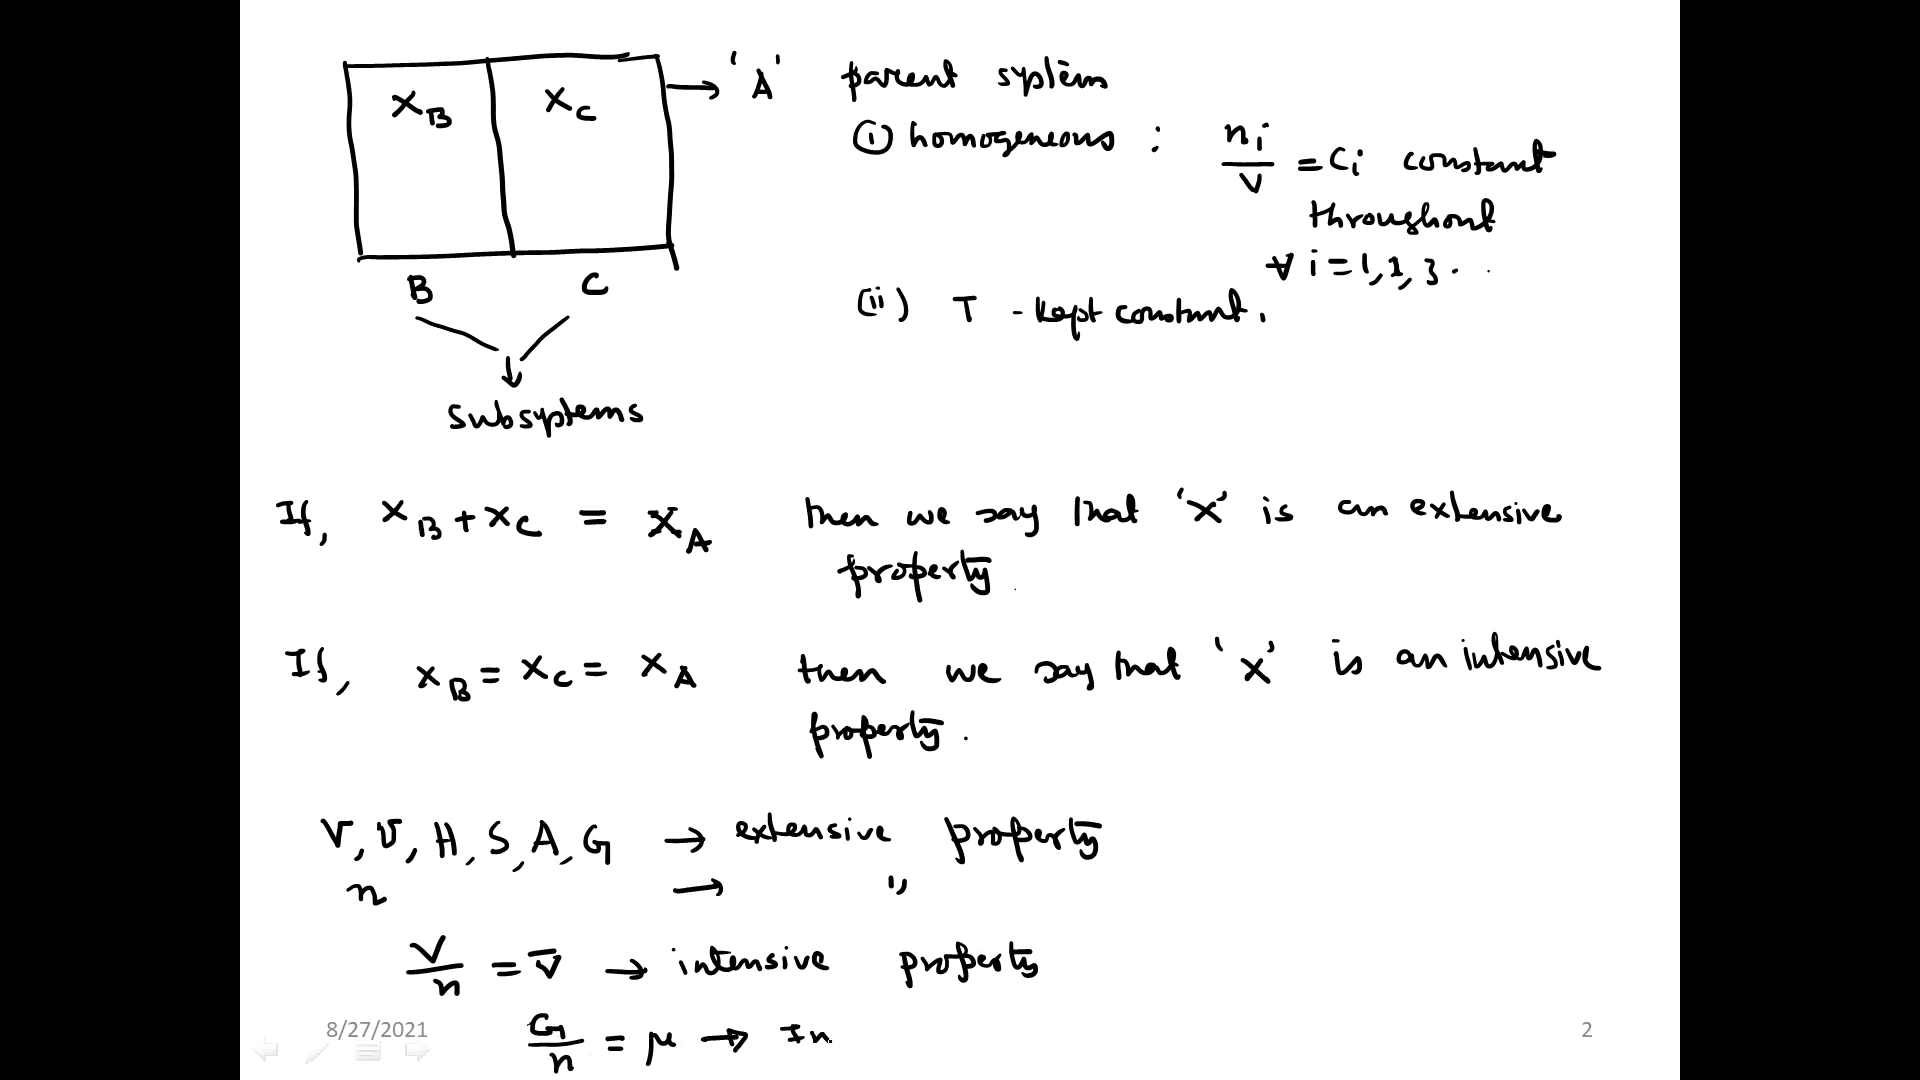 X_B X_C → 'A' parent system
(i) homogeneous : n_i/V = C_i constant
throughout
∀ i = 1, 2, 3 .
B C
(ii) T - kept constant.
subsystems
If, X_B + X_C = X_A then we say that 'X' is an extensive
property
If, X_B = X_C = X_A then we say that 'X' is an intensive
property.
V, U, H, S, A, G → extensive property
n → "
V/n = V̅ → intensive property
G/n = μ → In
8/27/2021 2